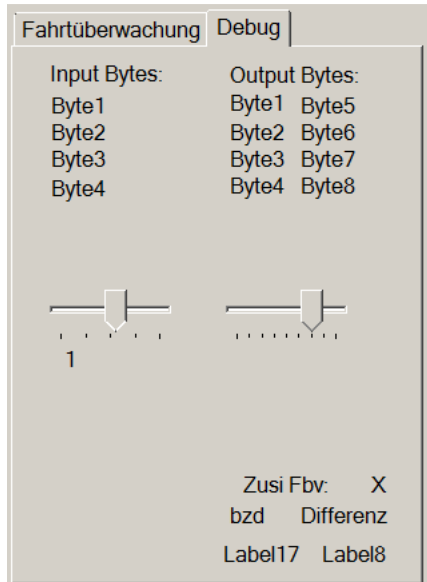 Fahrtüberwachung Debug
Input Bytes: Output Bytes:
Byte1 Byte1 Byte5
Byte2 Byte2 Byte6
Byte3 Byte3 Byte7
Byte4 Byte4 Byte8
1
Zusi Fbv: X
bzd Differenz
Label17 Label8